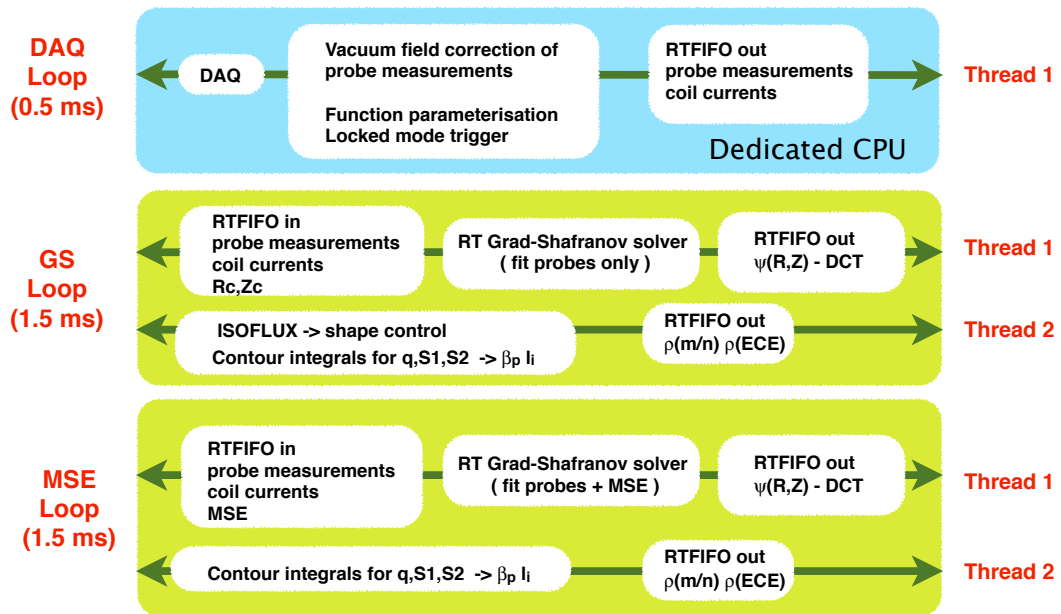 DAQ
Loop
(0.5 ms)
DAQ
Vacuum field correction of
probe measurements
Function parameterisation
Locked mode trigger
RTFIFO out
probe measurements
coil currents
Dedicated CPU
Thread 1
GS
Loop
(1.5 ms)
RTFIFO in
probe measurements
coil currents
Rc,Zc
RT Grad-Shafranov solver
( fit probes only )
RTFIFO out
ψ(R,Z) - DCT
Thread 1
ISOFLUX -> shape control
Contour integrals for q,S1,S2 -> βp li
RTFIFO out
ρ(m/n) ρ(ECE)
Thread 2
MSE
Loop
(1.5 ms)
RTFIFO in
probe measurements
coil currents
MSE
RT Grad-Shafranov solver
( fit probes + MSE )
RTFIFO out
ψ(R,Z) - DCT
Thread 1
Contour integrals for q,S1,S2 -> βp li
RTFIFO out
ρ(m/n) ρ(ECE)
Thread 2